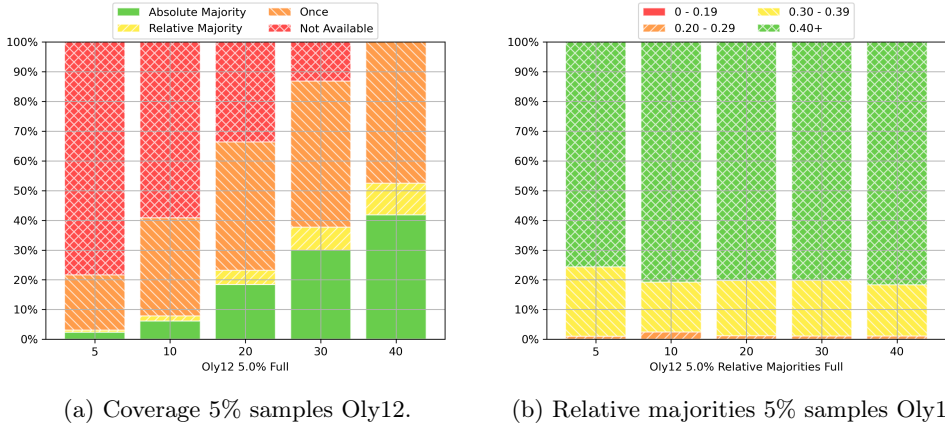 Absolute Majority
Relative Majority
Once
Not Available
100%
90%
80%
70%
60%
50%
40%
30%
20%
10%
0%
5 10 20 30 40
Oly12 5.0% Full
(a) Coverage 5% samples Oly12.
0 - 0.19
0.20 - 0.29
0.30 - 0.39
0.40+
100%
90%
80%
70%
60%
50%
40%
30%
20%
10%
0%
5 10 20 30 40
Oly12 5.0% Relative Majorities Full
(b) Relative majorities 5% samples Oly1